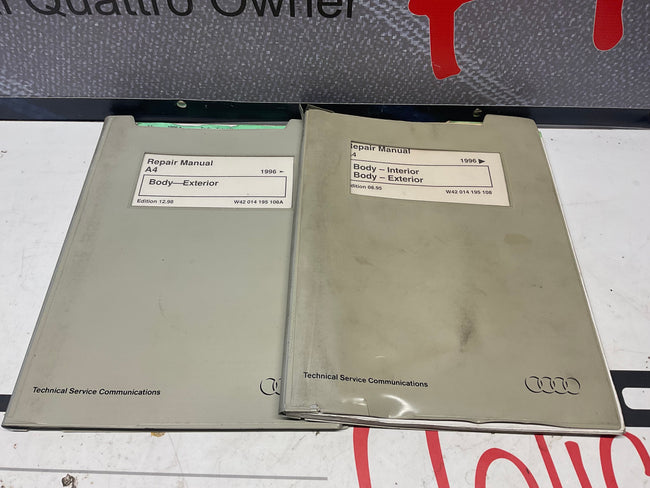 Quattro Owner
Repair Manual
A4
1996
Body—Exterior
Edition 12.98
W42 014 195 108A
Technical Service Communications
Repair Manual
A4
1996
Body – Interior
Body – Exterior
Edition 06.95
W42 014 195 108
Technical Service Communications